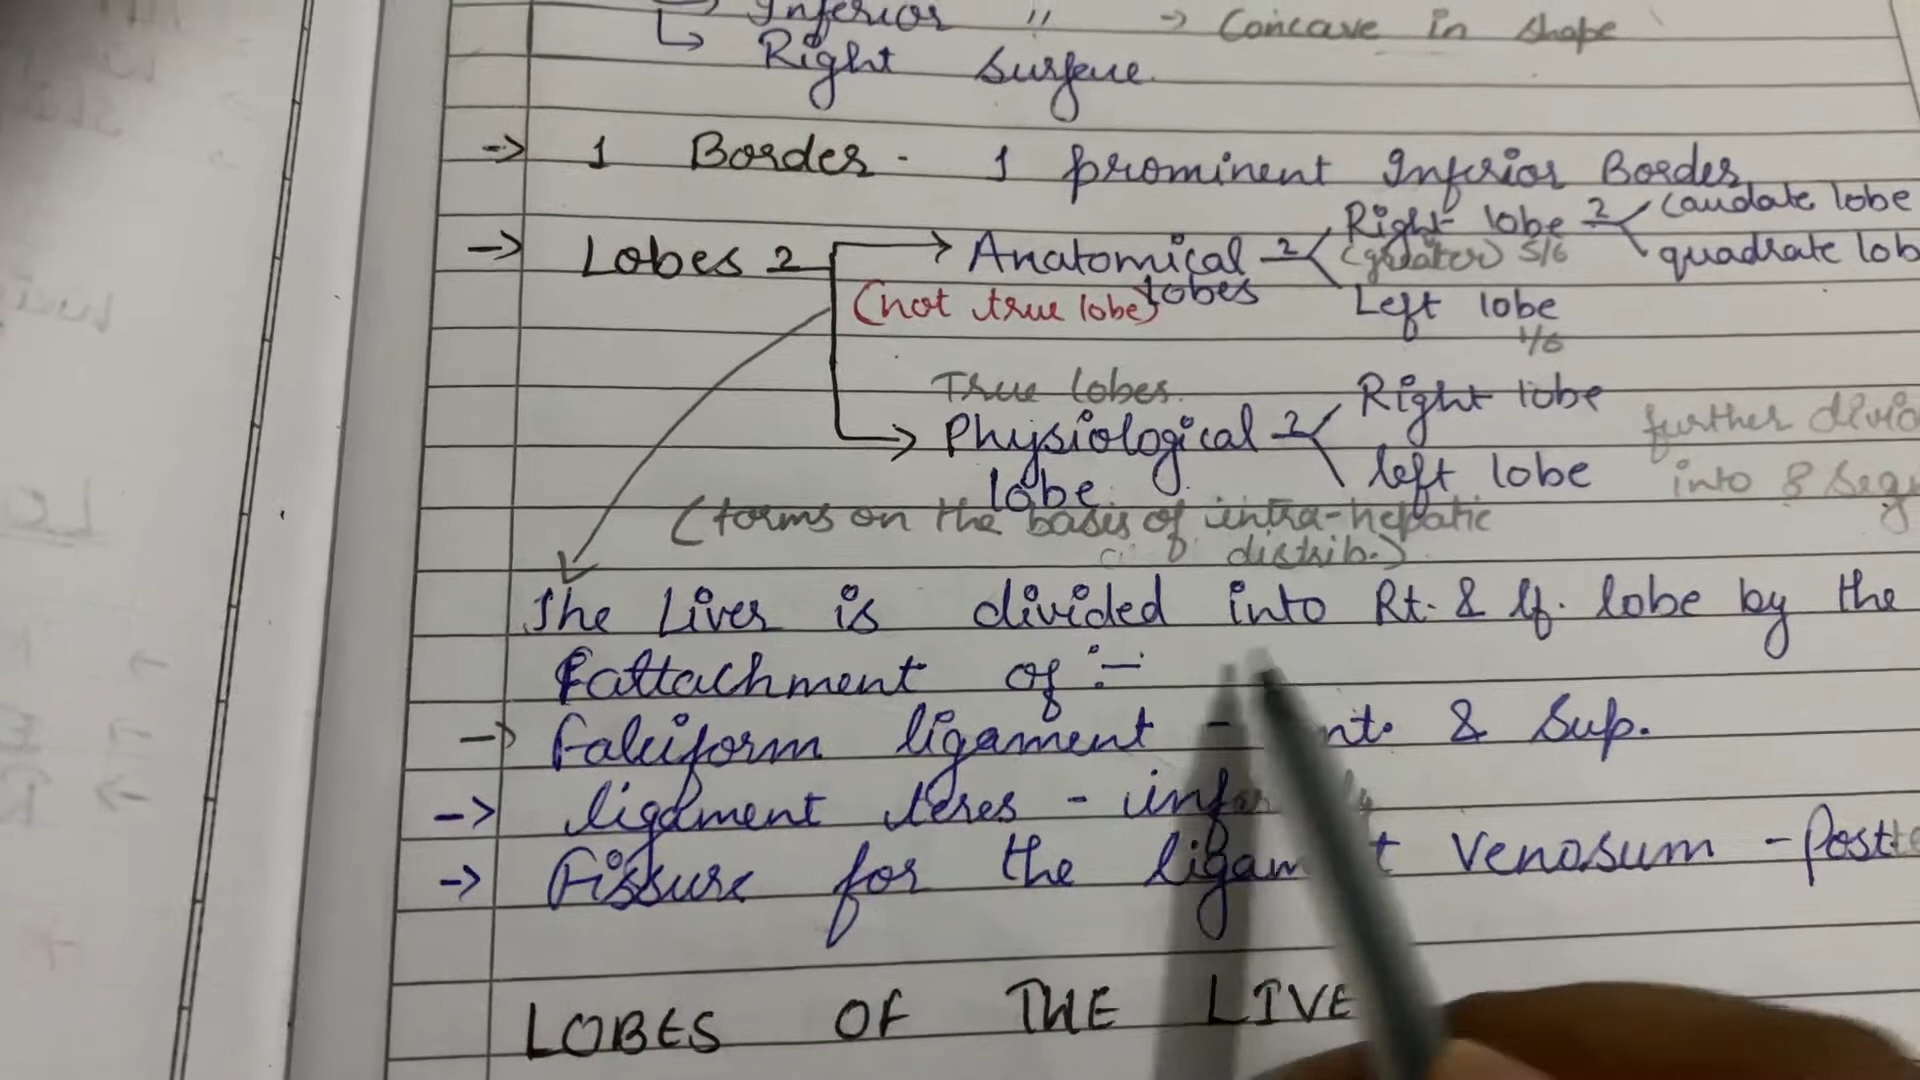 Inferior " → Concave in shape
↳ Right Surface.
→ 1 Border - 1 prominent Inferior Border
→ Lobes 2 → Anatomical lobes 2 Right lobe 2 Caudate lobe
(greater) 5/6 quadrate lob
(not true lobe) Left lobe
1/6
True lobes.
→ Physiological lobe 2 Right lobe
left lobe
further divid
into 8 Seg
(forms on the basis of intra-hepatic
distrib.)
The Liver is divided into Rt. & lf. lobe by the
attachment of :-
→ Falciform ligament - & Sup.
→ ligament teres -
→ Fissure for the venosum - Post
LOBES OF THE LIVE